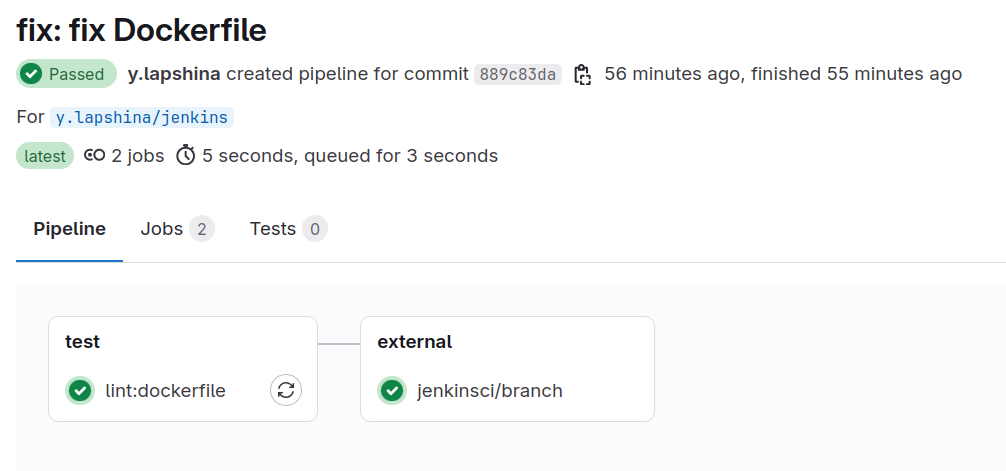 fix: fix Dockerfile
Passed y.lapshina created pipeline for commit 889c83da 56 minutes ago, finished 55 minutes ago
For y.lapshina/jenkins
latest 2 jobs 5 seconds, queued for 3 seconds
Pipeline Jobs 2 Tests 0
test external
lint:dockerfile jenkinsci/branch